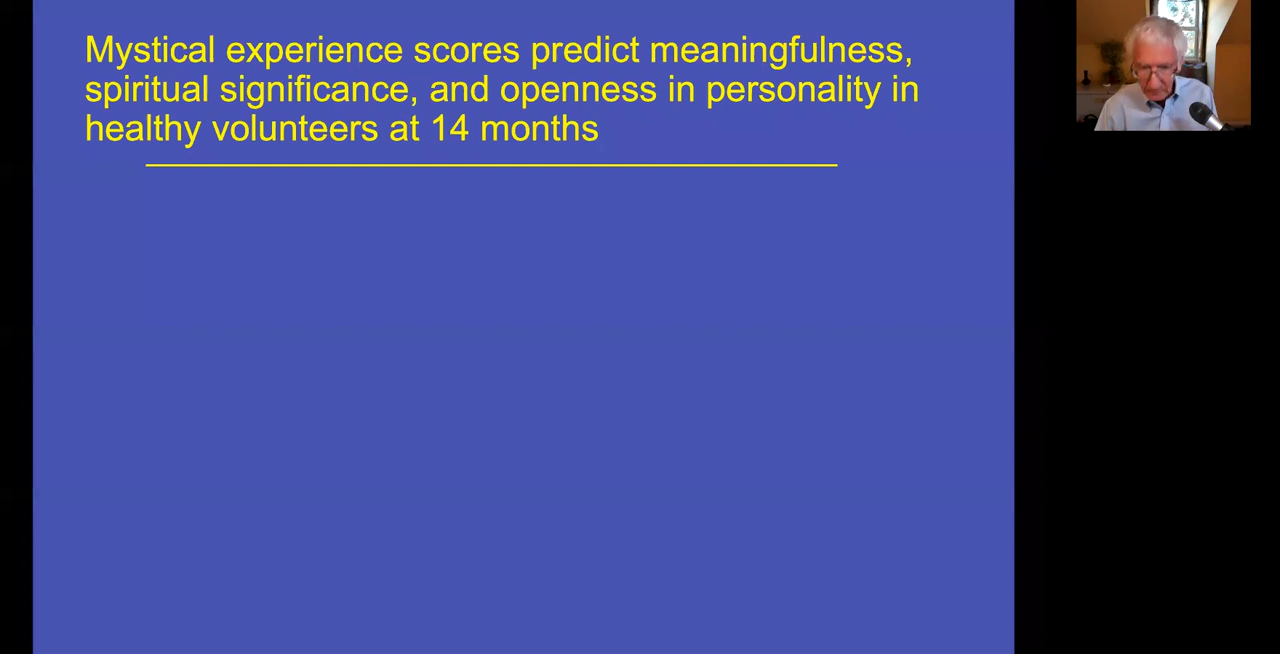 Mystical experience scores predict meaningfulness,
spiritual significance, and openness in personality in
healthy volunteers at 14 months